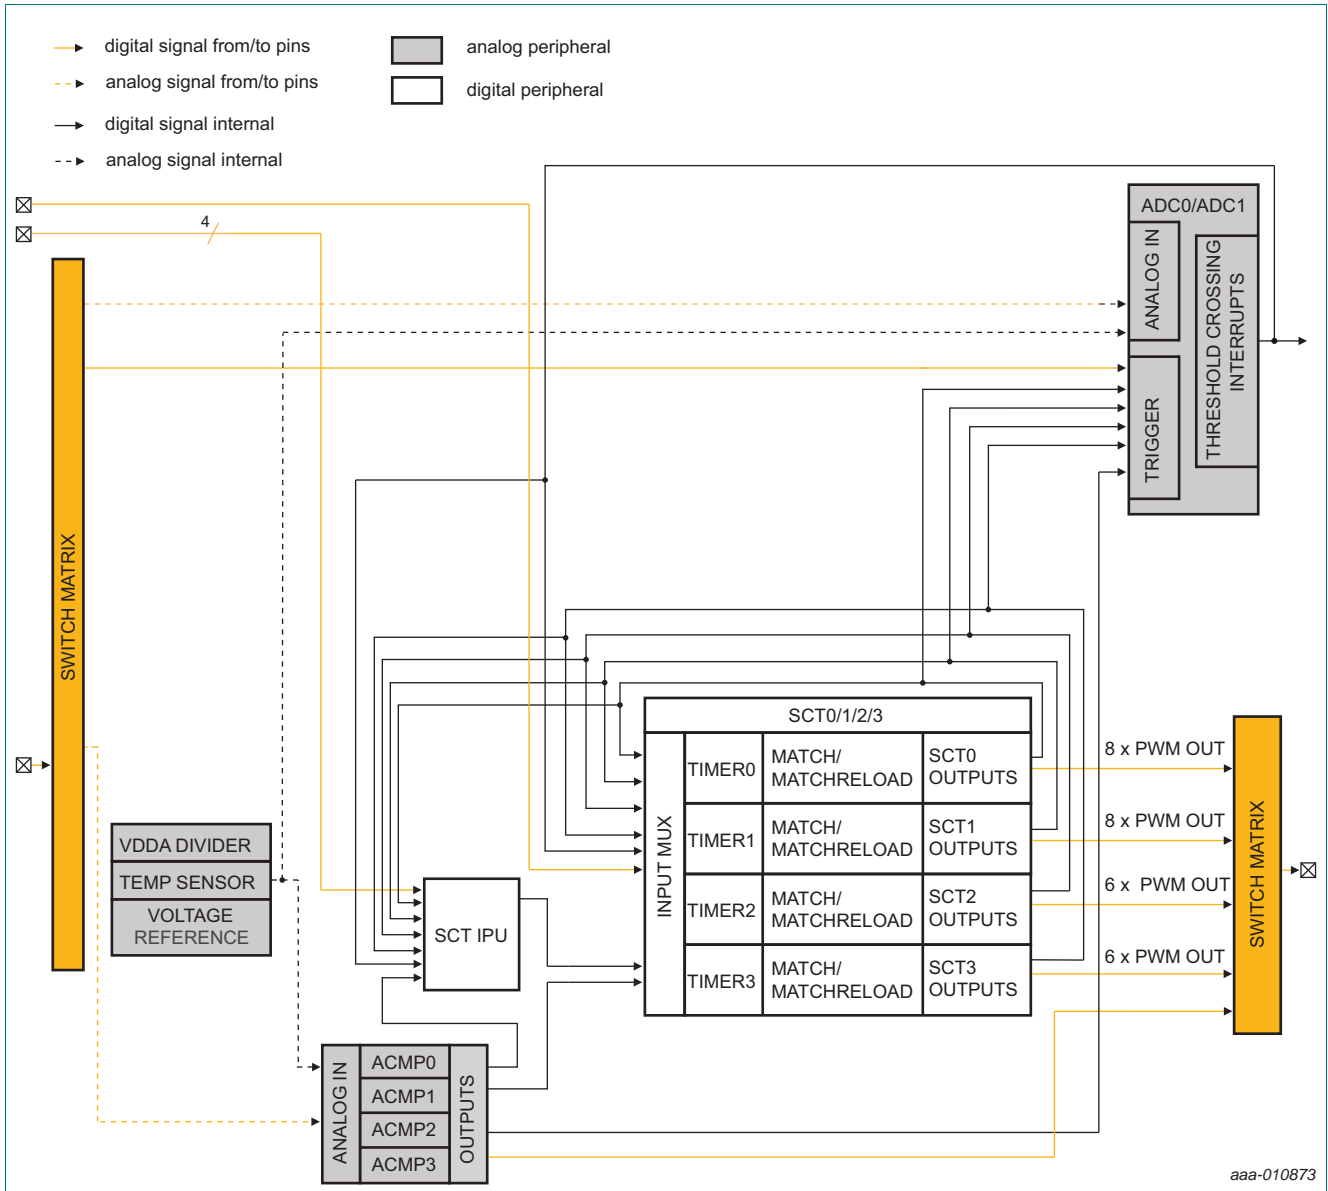 digital signal from/to pins
analog signal from/to pins
digital signal internal
analog signal internal
analog peripheral
digital peripheral
4
ADC0/ADC1
ANALOG IN
THRESHOLD CROSSING
INTERRUPTS
TRIGGER
SWITCH MATRIX
SCT0/1/2/3
INPUT MUX
TIMER0
MATCH/
MATCHRELOAD
SCT0
OUTPUTS
TIMER1
MATCH/
MATCHRELOAD
SCT1
OUTPUTS
TIMER2
MATCH/
MATCHRELOAD
SCT2
OUTPUTS
TIMER3
MATCH/
MATCHRELOAD
SCT3
OUTPUTS
8 x PWM OUT
8 x PWM OUT
6 x PWM OUT
6 x PWM OUT
SWITCH MATRIX
VDDA DIVIDER
TEMP SENSOR
VOLTAGE
REFERENCE
SCT IPU
ANALOG IN
ACMP0
ACMP1
ACMP2
ACMP3
OUTPUTS
aaa-010873